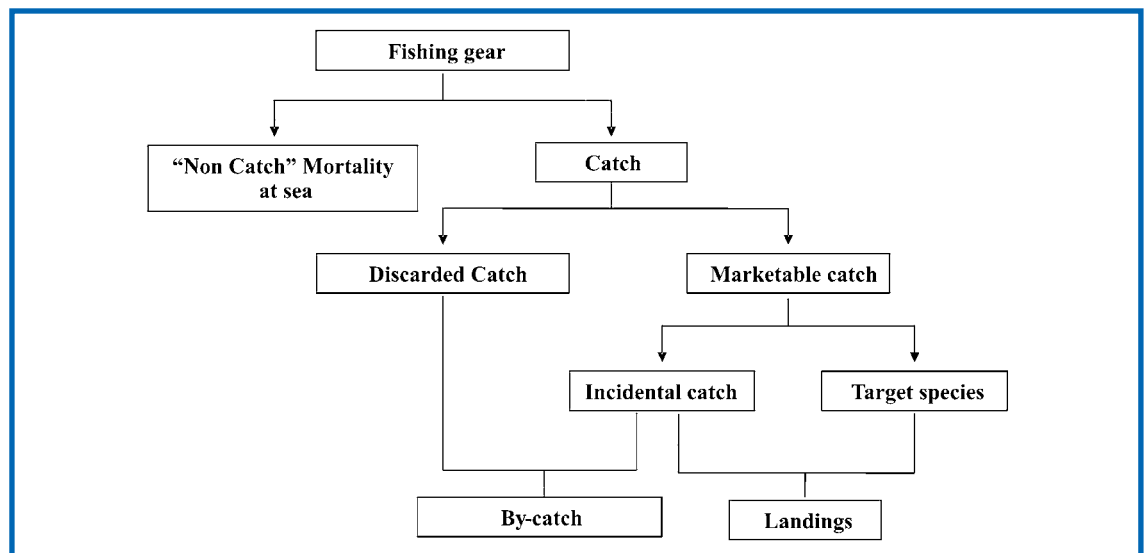 Fishing gear
“Non Catch” Mortality
at sea
Catch
Discarded Catch
Marketable catch
Incidental catch
Target species
By-catch
Landings